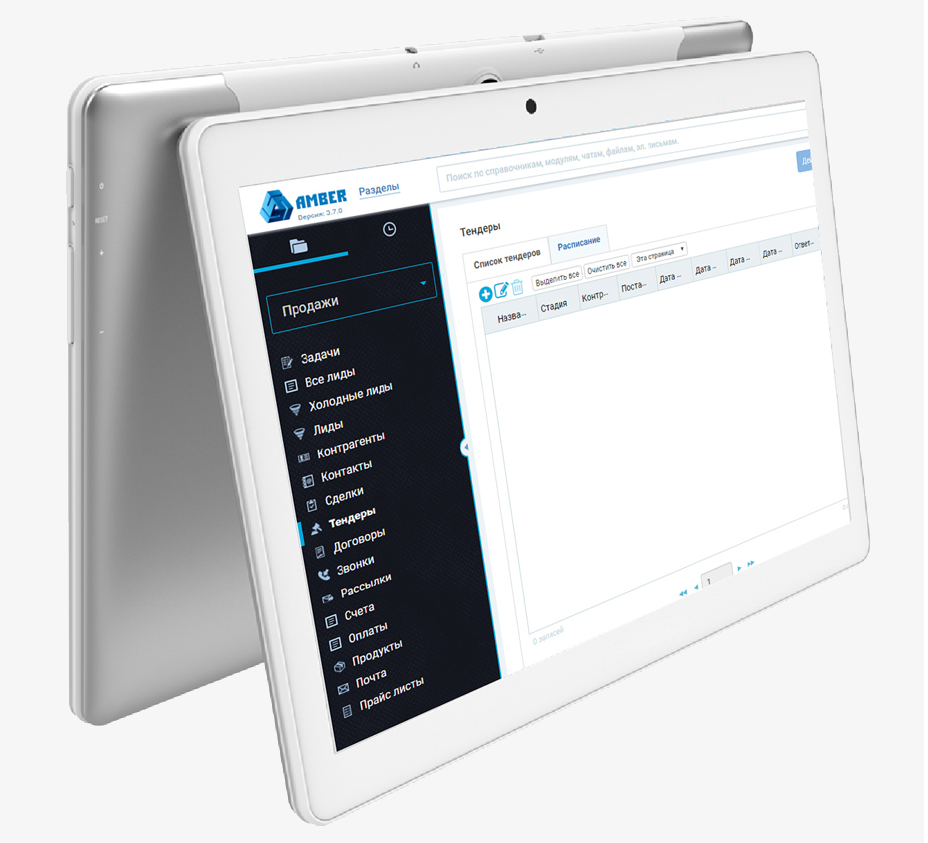 RESET
AMBER
Версия: 3.7.0
Разделы
Поиск по справочникам, модулям, чатам, файлам, эл. письмам.
Продажи
Задачи
Все лиды
Холодные лиды
Лиды
Контрагенты
Контакты
Сделки
Тендеры
Договоры
Звонки
Рассылки
Счета
Оплаты
Продукты
Почта
Прайс листы
Тендеры
Список тендеров
Расписание
Выделить все
Очистить все
Эта страница
Назва...
Стадия
Контр...
Поста...
Дата ...
Дата ...
Дата ...
Дата ...
Ответ...
1
0 записей